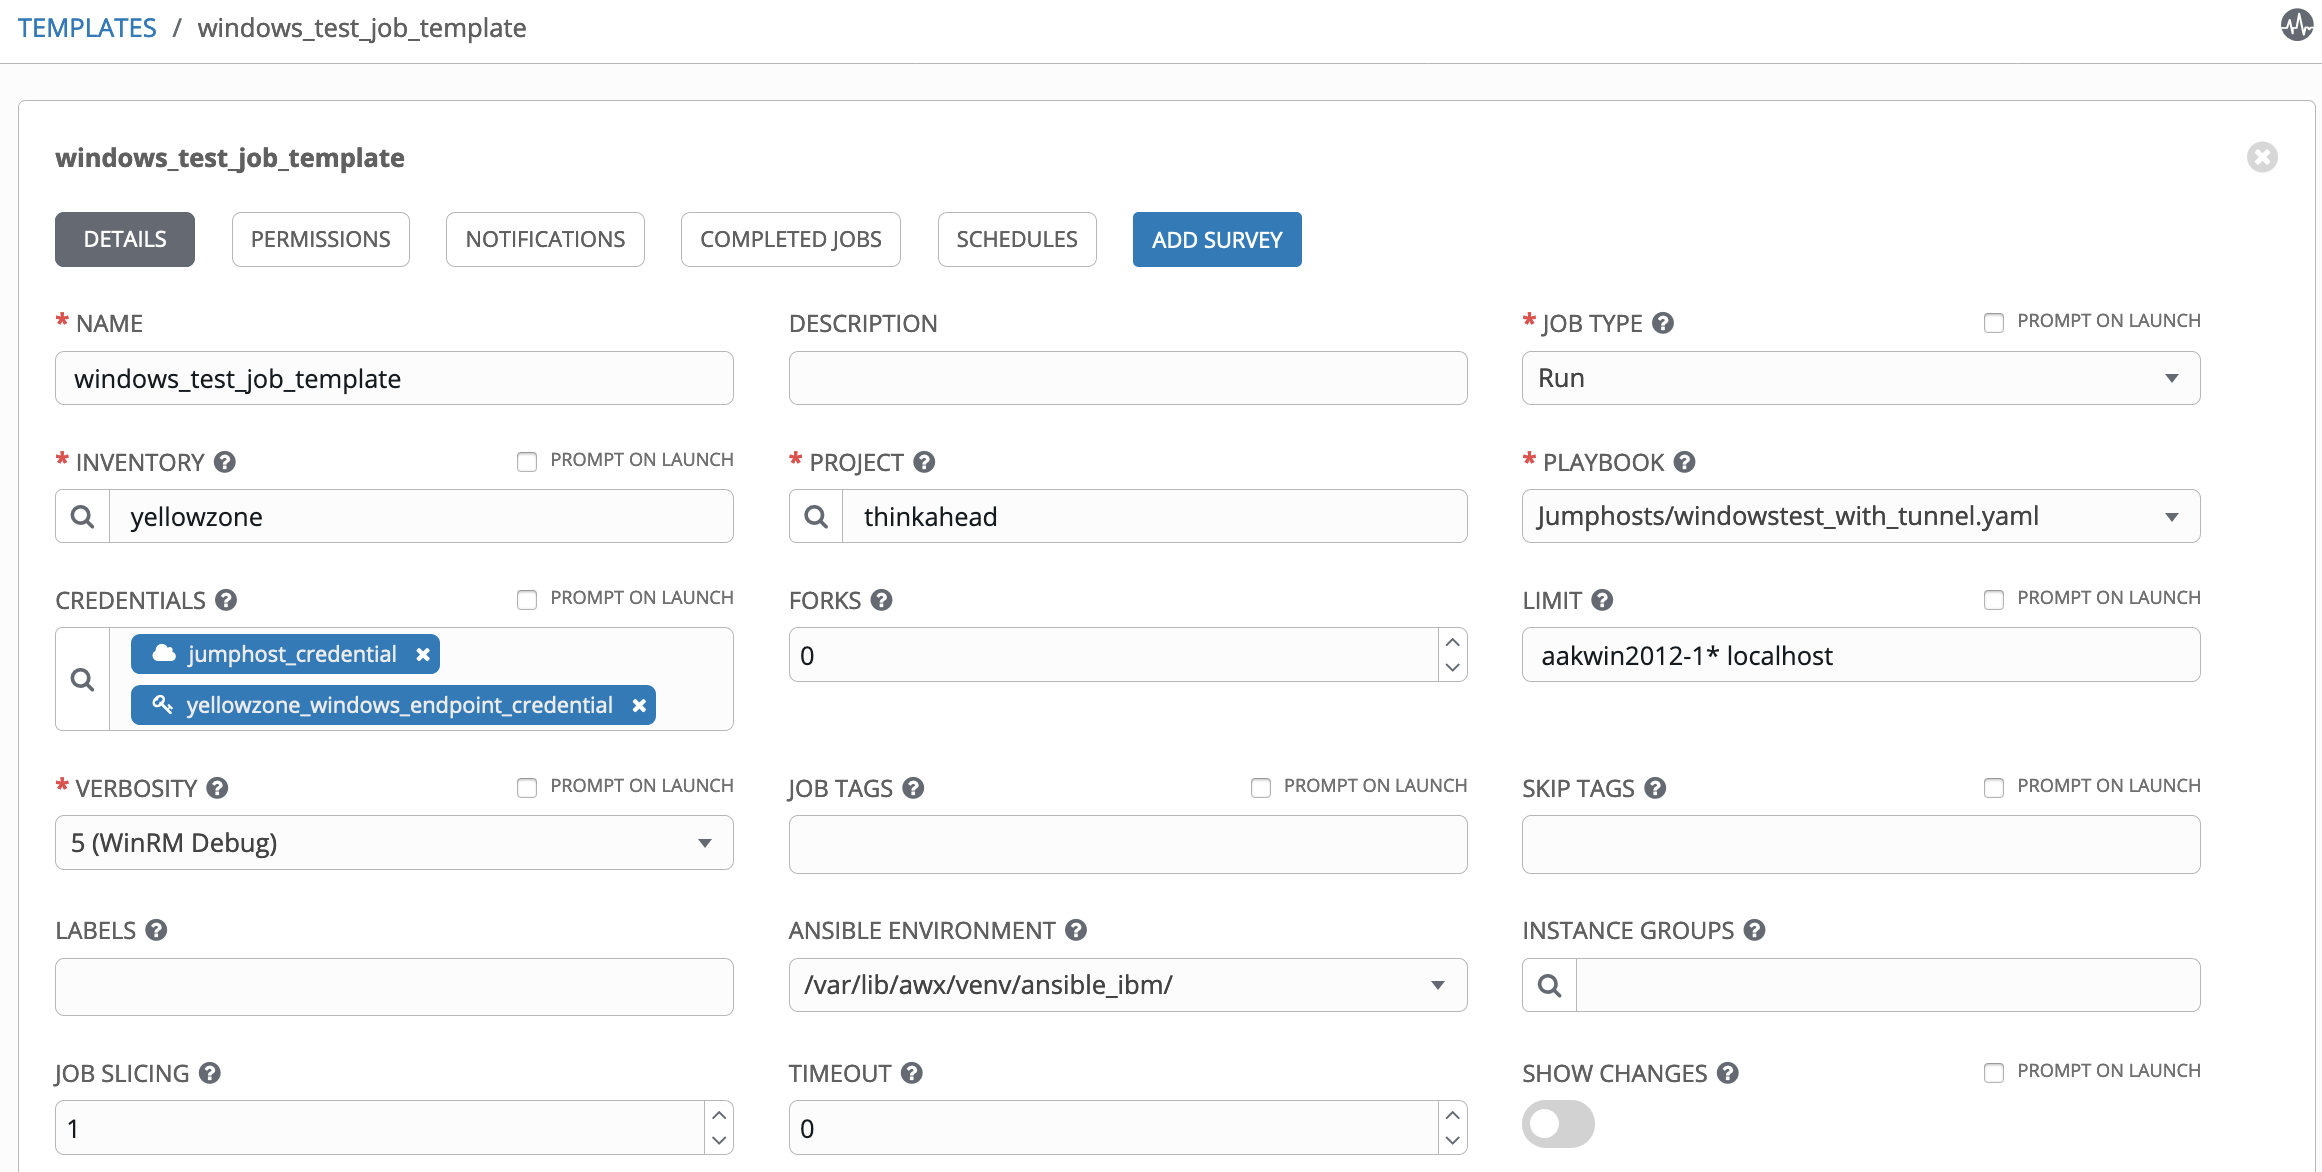 TEMPLATES / windows_test_job_template
windows_test_job_template
DETAILS PERMISSIONS NOTIFICATIONS COMPLETED JOBS SCHEDULES ADD SURVEY
* NAME DESCRIPTION * JOB TYPE ? PROMPT ON LAUNCH
windows_test_job_template Run
* INVENTORY ? PROMPT ON LAUNCH * PROJECT ? * PLAYBOOK ?
yellowzone thinkahead Jumphosts/windowstest_with_tunnel.yaml
CREDENTIALS ? PROMPT ON LAUNCH FORKS ? LIMIT ? PROMPT ON LAUNCH
jumphost_credential 0 aakwin2012-1* localhost
yellowzone_windows_endpoint_credential
* VERBOSITY ? PROMPT ON LAUNCH JOB TAGS ? PROMPT ON LAUNCH SKIP TAGS ? PROMPT ON LAUNCH
5 (WinRM Debug)
LABELS ? ANSIBLE ENVIRONMENT ? INSTANCE GROUPS ?
/var/lib/awx/venv/ansible_ibm/
JOB SLICING ? TIMEOUT ? SHOW CHANGES ? PROMPT ON LAUNCH
1 0